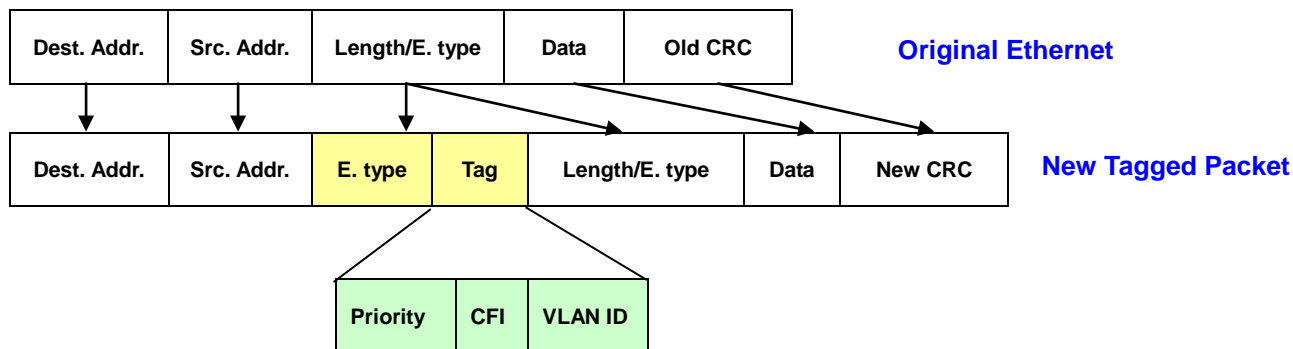 Dest. Addr. Src. Addr. Length/E. type Data Old CRC Original Ethernet
Dest. Addr. Src. Addr. E. type Tag Length/E. type Data New CRC New Tagged Packet
Priority CFI VLAN ID